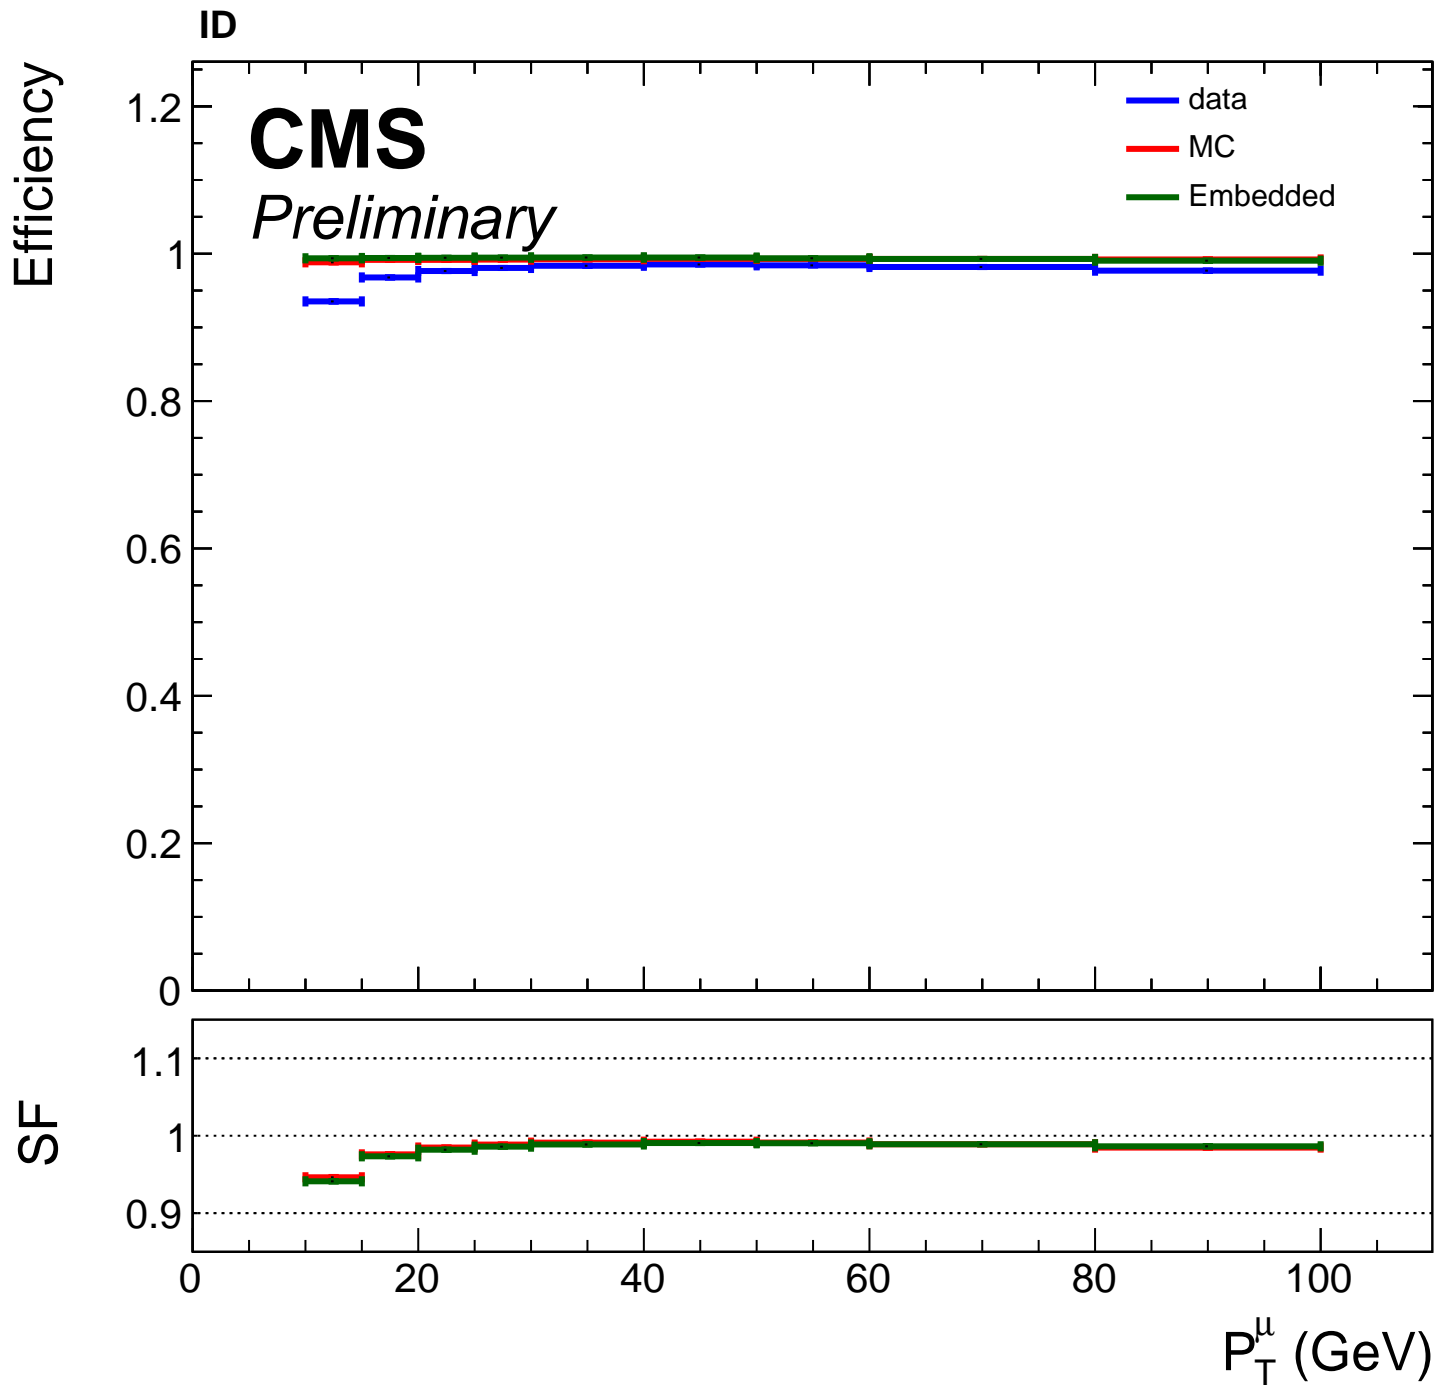 ID
Efficiency
1.2
1
0.8
0.6
0.4
0.2
0
CMS
Preliminary
data
MC
Embedded
SF
1.1
1
0.9
0 20 40 60 80 100
P_T^μ (GeV)